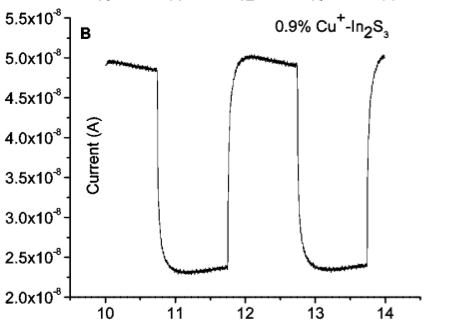 5.5x10⁻⁸
B
0.9% Cu⁺-In₂S₃
5.0x10⁻⁸
4.5x10⁻⁸
4.0x10⁻⁸
Current (A)
3.5x10⁻⁸
3.0x10⁻⁸
2.5x10⁻⁸
2.0x10⁻⁸
10 11 12 13 14